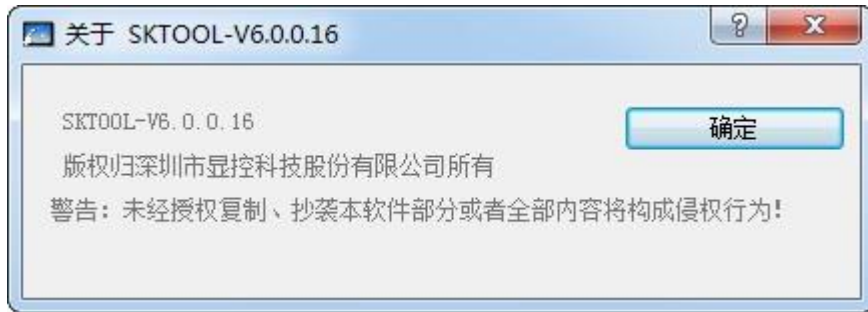 关于 SKTOOL-V6.0.0.16
SKTOOL-V6.0.0.16
确定
版权归深圳市显控科技股份有限公司所有
警告：未经授权复制、抄袭本软件部分或者全部内容将构成侵权行为!